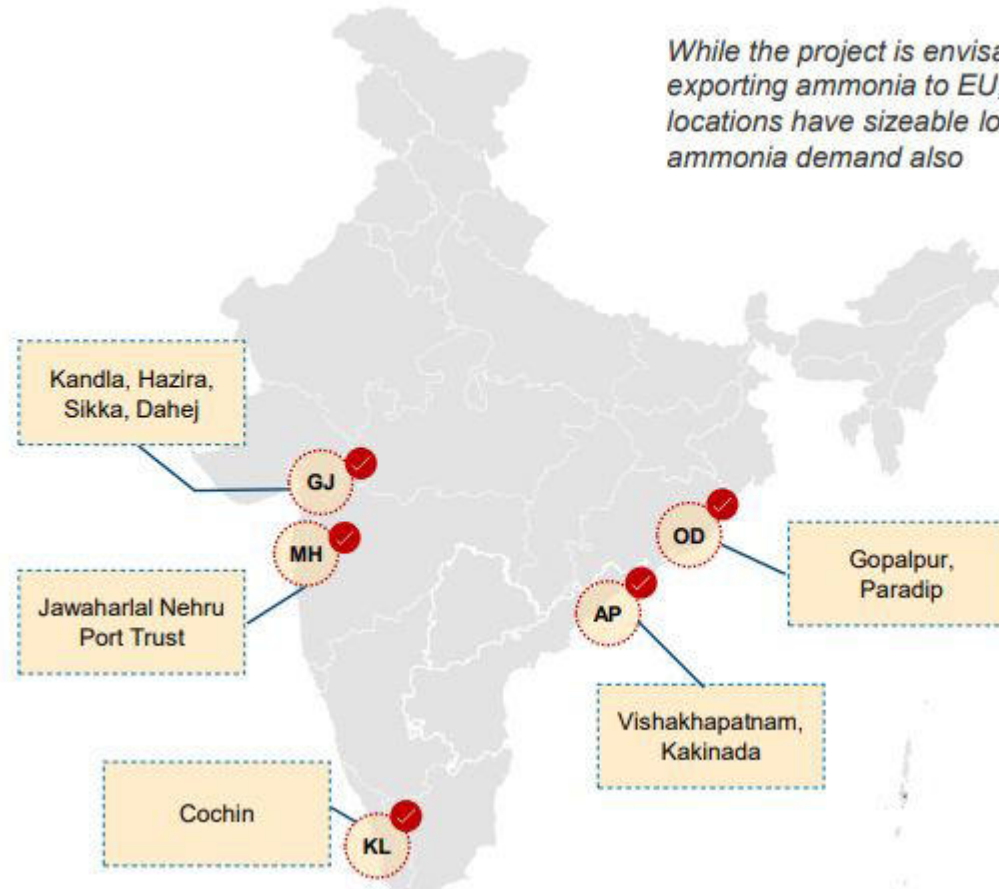 While the project is envisa
exporting ammonia to EU,
locations have sizeable lo
ammonia demand also
Kandla, Hazira,
Sikka, Dahej
GJ
MH
Jawaharlal Nehru
Port Trust
OD
Gopalpur,
Paradip
AP
Vishakhapatnam,
Kakinada
Cochin
KL